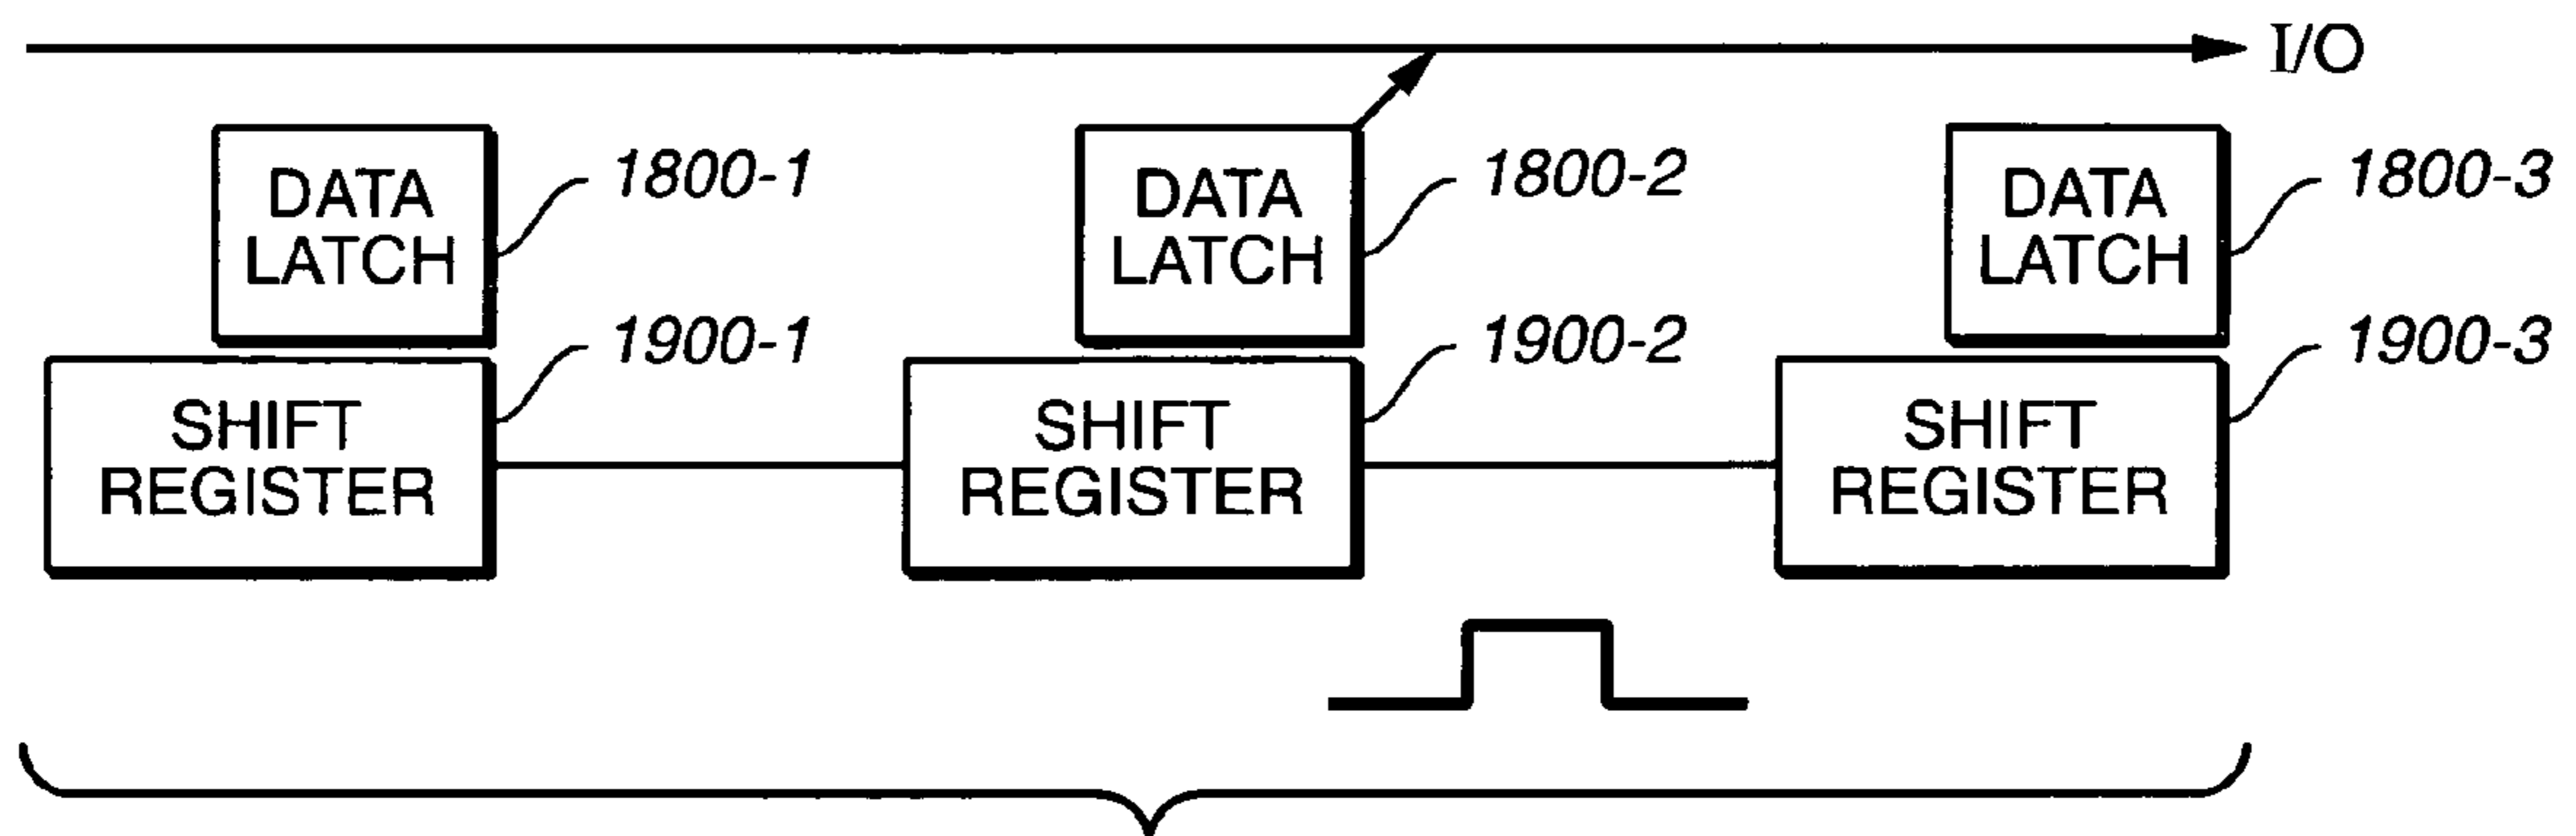 I/O
DATA
LATCH
1800-1
DATA
LATCH
1800-2
DATA
LATCH
1800-3
SHIFT
REGISTER
1900-1
SHIFT
REGISTER
1900-2
SHIFT
REGISTER
1900-3